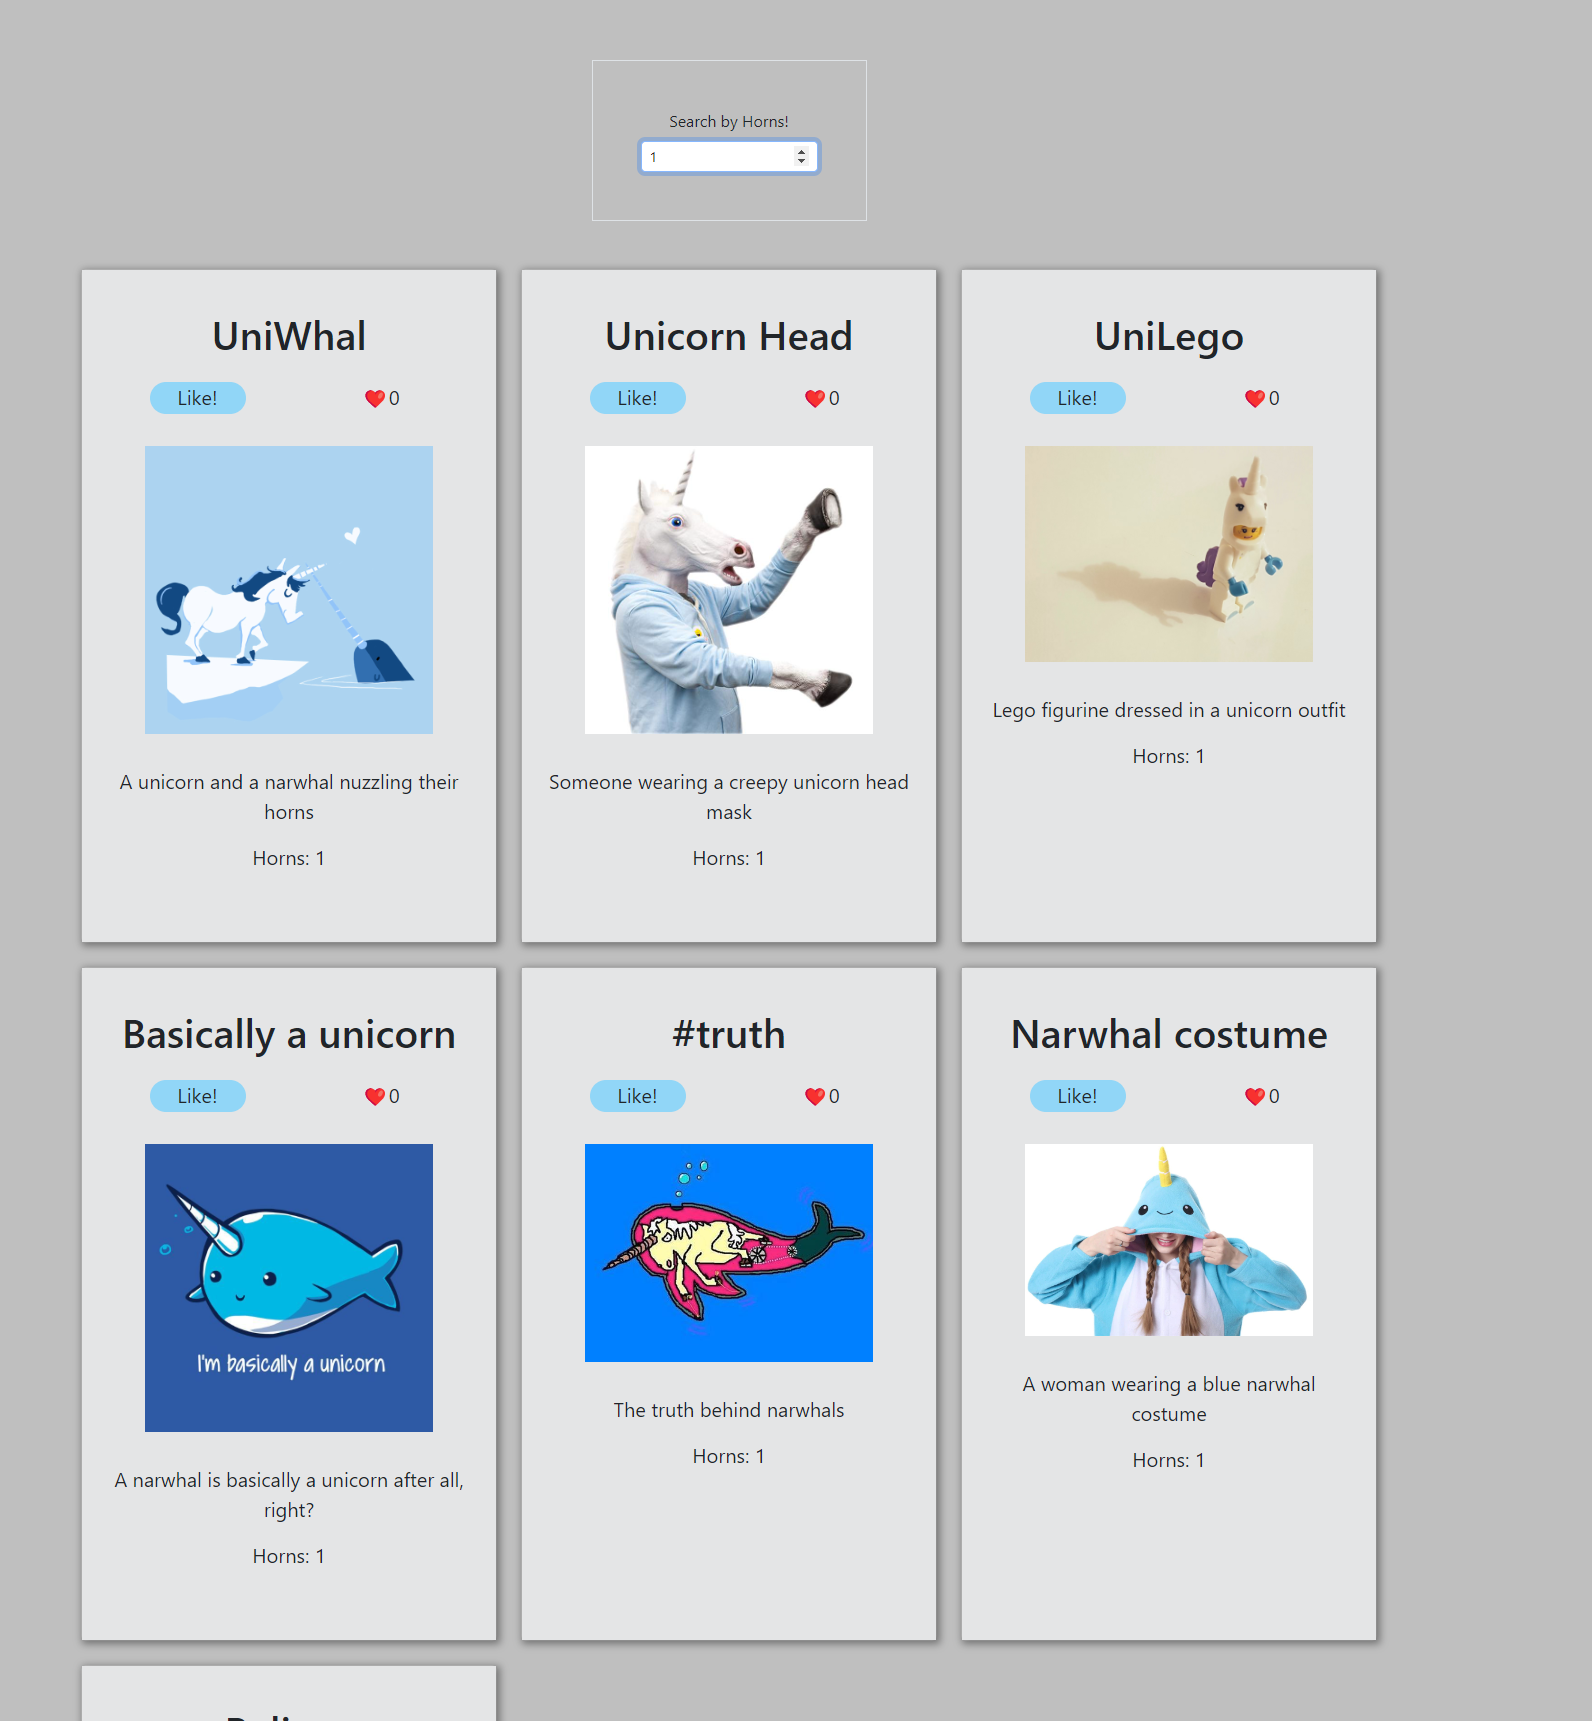 Search by Horns!
1
UniWhal
Like!
❤️ 0
A unicorn and a narwhal nuzzling their
horns
Horns: 1
Unicorn Head
Like!
❤️ 0
Someone wearing a creepy unicorn head
mask
Horns: 1
UniLego
Like!
❤️ 0
Lego figurine dressed in a unicorn outfit
Horns: 1
Basically a unicorn
Like!
❤️ 0
I'm basically a unicorn
A narwhal is basically a unicorn after all,
right?
Horns: 1
#truth
Like!
❤️ 0
The truth behind narwhals
Horns: 1
Narwhal costume
Like!
❤️ 0
A woman wearing a blue narwhal
costume
Horns: 1